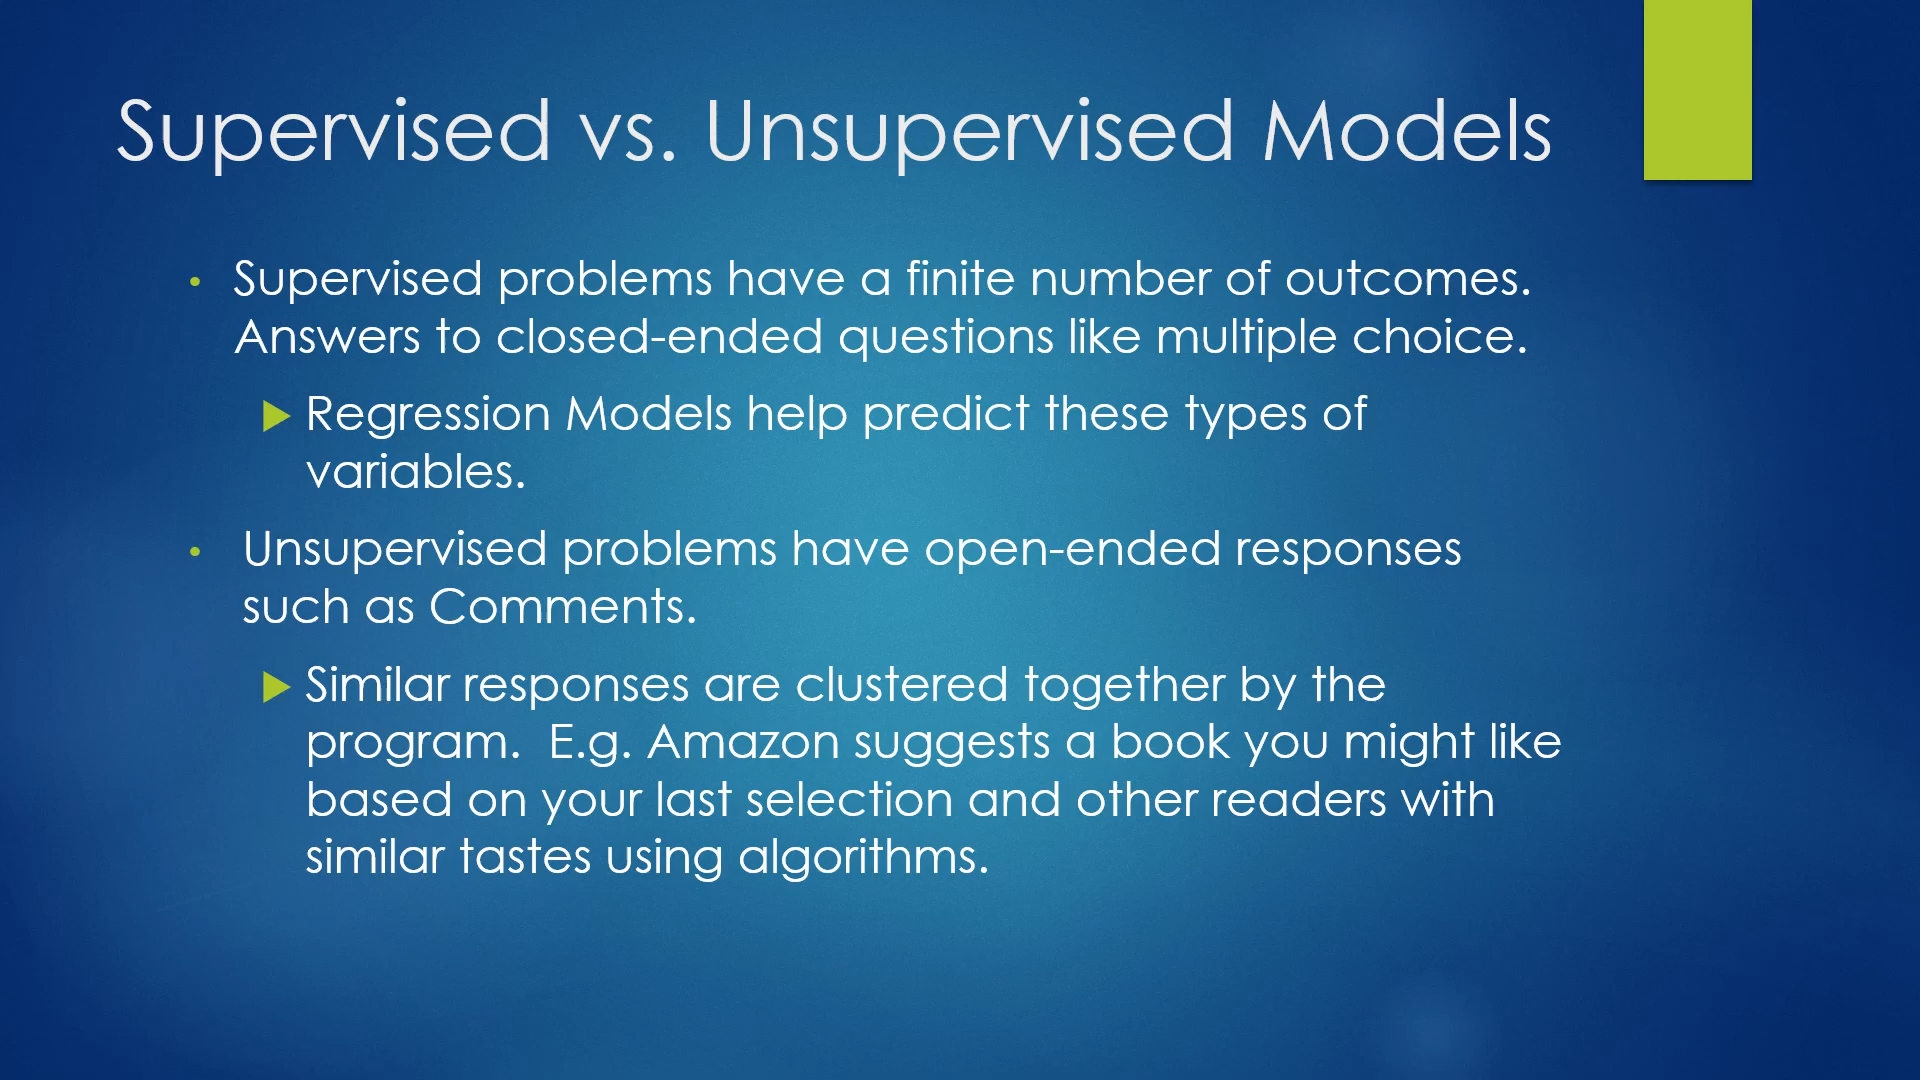 Supervised vs. Unsupervised Models
• Supervised problems have a finite number of outcomes.
Answers to closed-ended questions like multiple choice.
▶ Regression Models help predict these types of
variables.
• Unsupervised problems have open-ended responses
such as Comments.
▶ Similar responses are clustered together by the
program.  E.g. Amazon suggests a book you might like
based on your last selection and other readers with
similar tastes using algorithms.